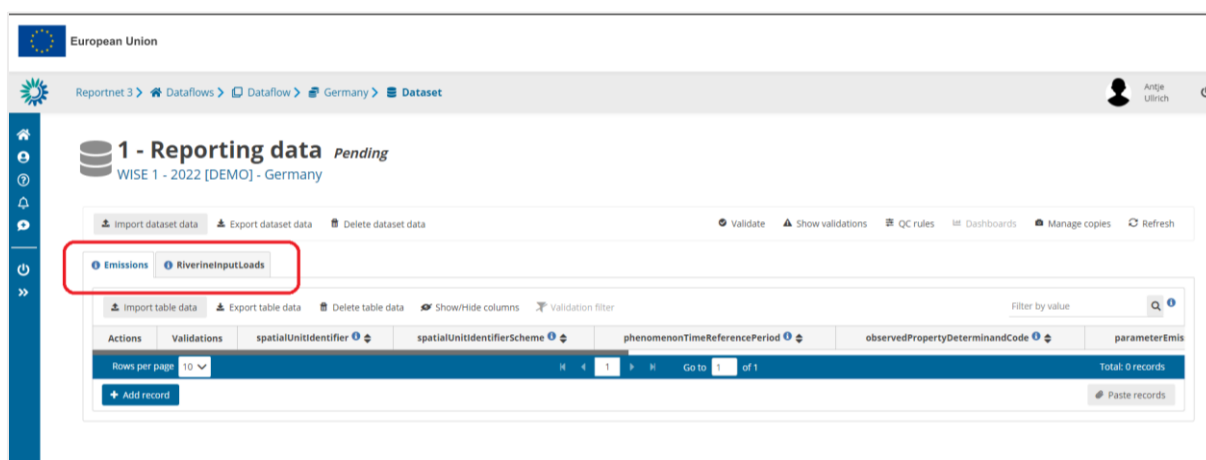 European Union
Reportnet 3 > Dataflows > Dataflow > Germany > Dataset
Antje
Ullrich
1 - Reporting data Pending
WISE 1 - 2022 [DEMO] - Germany
Import dataset data Export dataset data Delete dataset data Validate Show validations QC rules Dashboards Manage copies Refresh
Emissions RiverineInputLoads
Import table data Export table data Delete table data Show/Hide columns Validation filter Filter by value
Actions Validations spatialUnitIdentifier spatialUnitIdentifierScheme phenomenonTimeReferencePeriod observedPropertyDeterminandCode parameterEmis
Rows per page 10 1 Go to 1 of 1 Total: 0 records
+ Add record Paste records